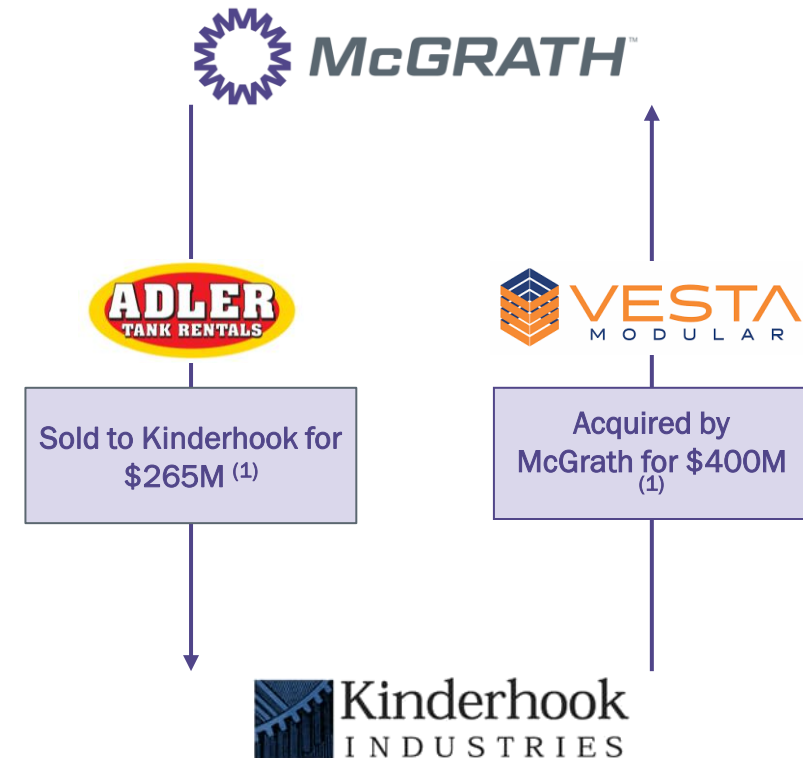 McGRATH™
ADLER
TANK RENTALS
VESTA
MODULAR
Sold to Kinderhook for
$265M (1)
Acquired by
McGrath for $400M
(1)
Kinderhook
INDUSTRIES